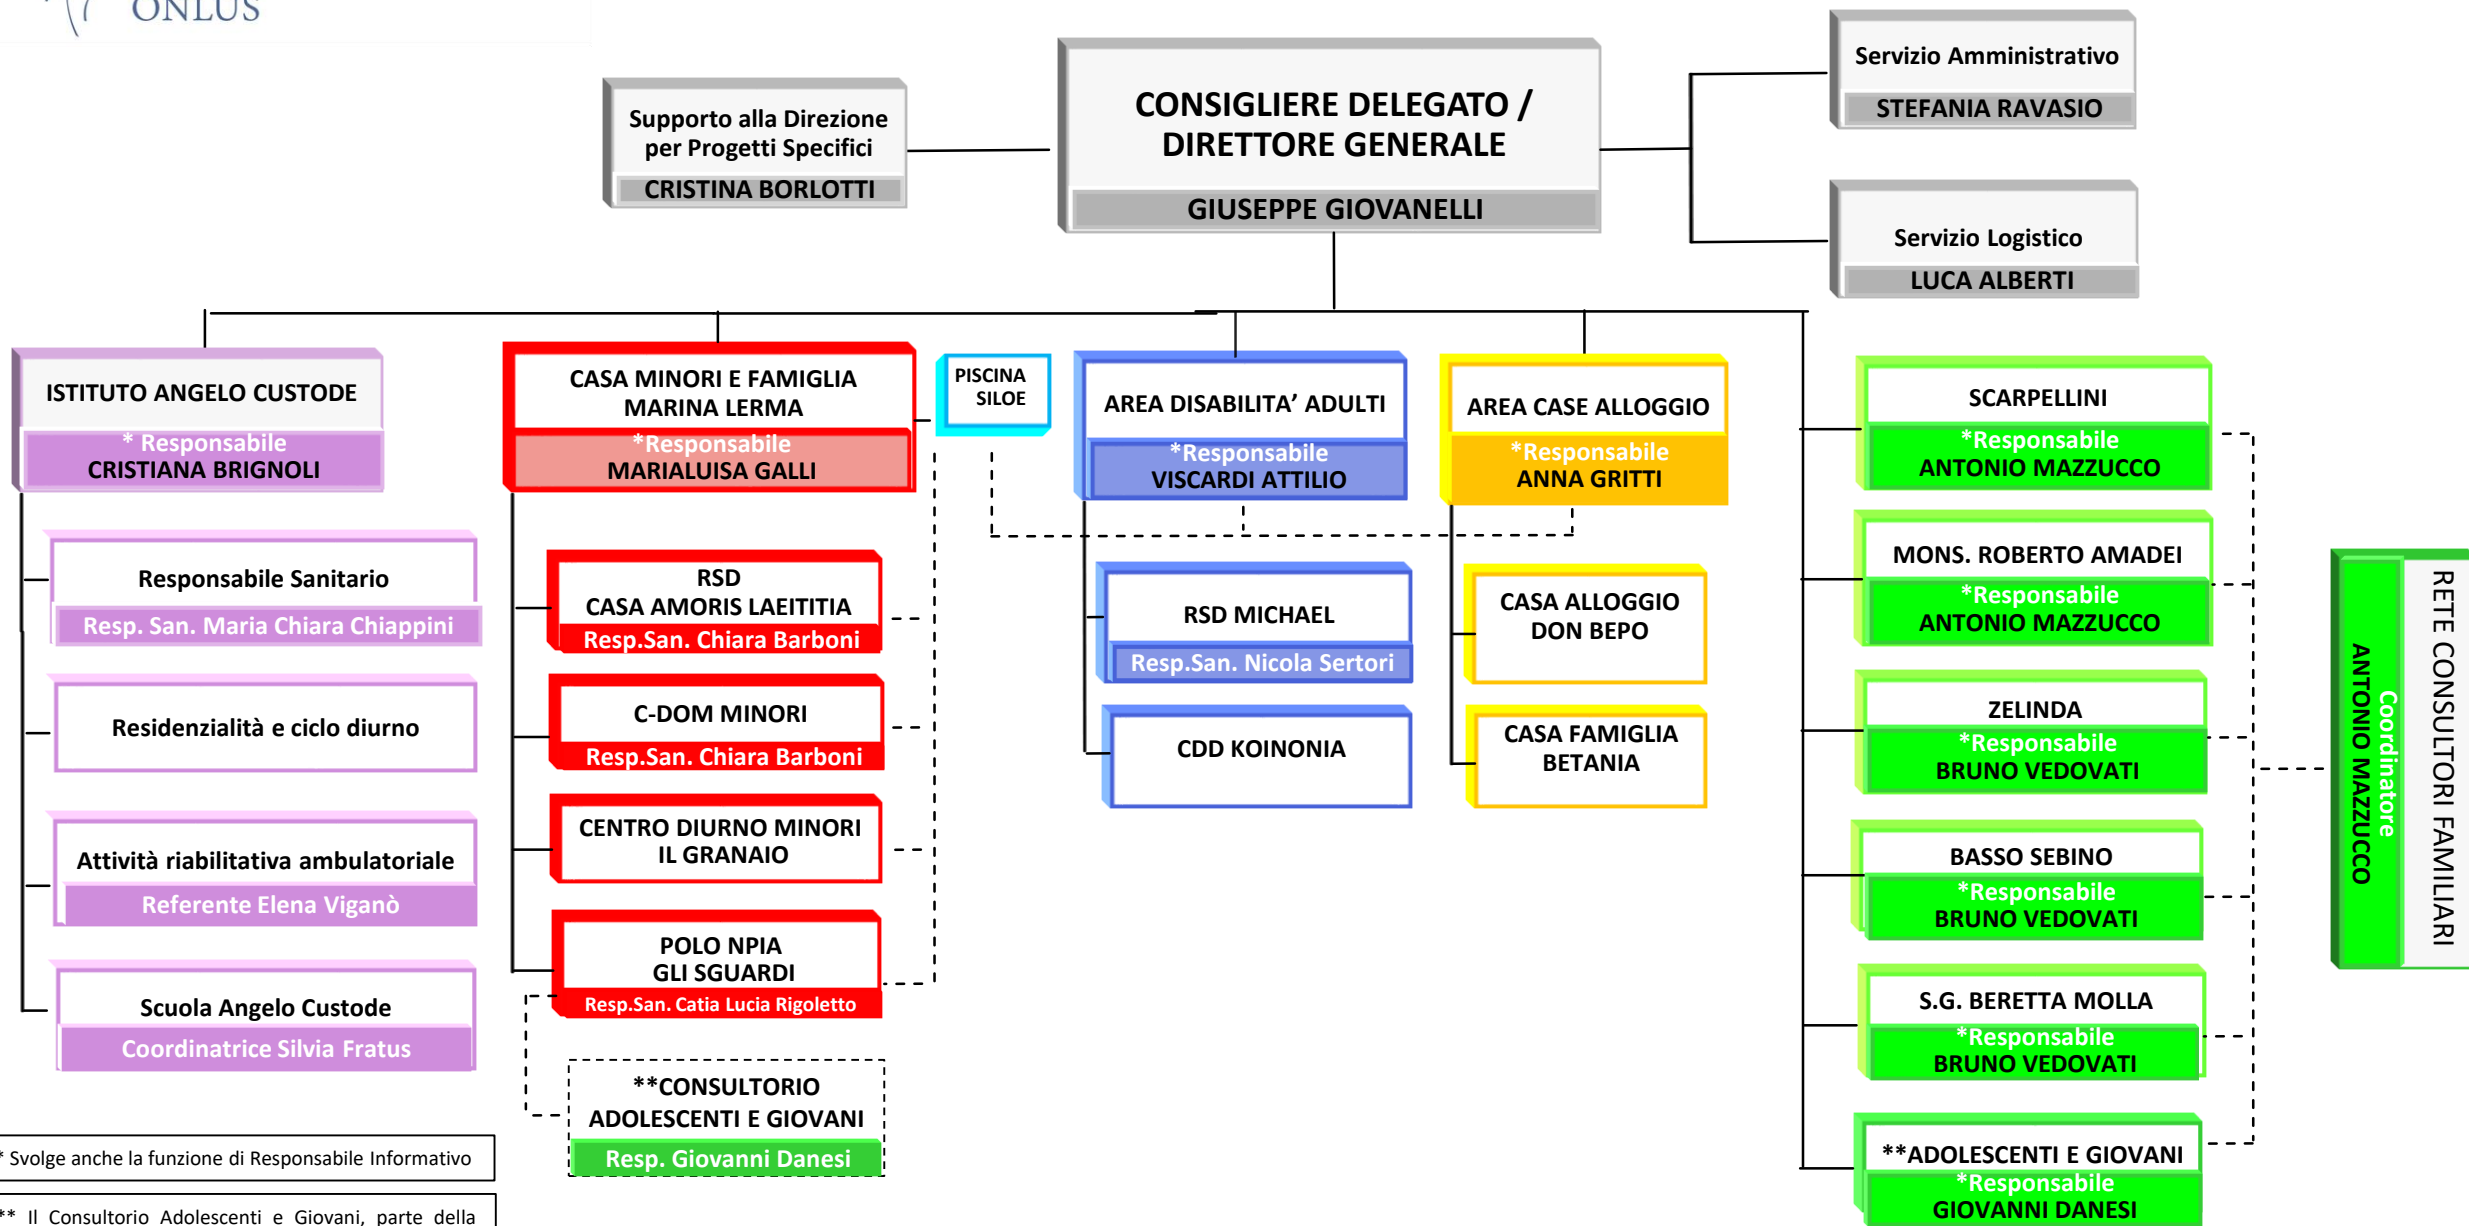 ONLUS
Supporto alla Direzione
per Progetti Specifici
CRISTINA BORLOTTI
CONSIGLIERE DELEGATO /
DIRETTORE GENERALE
GIUSEPPE GIOVANELLI
Servizio Amministrativo
STEFANIA RAVASIO
Servizio Logistico
LUCA ALBERTI
ISTITUTO ANGELO CUSTODE
* Responsabile
CRISTIANA BRIGNOLI
Responsabile Sanitario
Resp. San. Maria Chiara Chiappini
Residenzialità e ciclo diurno
Attività riabilitativa ambulatoriale
Referente Elena Viganò
Scuola Angelo Custode
Coordinatrice Silvia Fratus
CASA MINORI E FAMIGLIA
MARINA LERMA
*Responsabile
MARIALUISA GALLI
RSD
CASA AMORIS LAEITITIA
Resp.San. Chiara Barboni
C-DOM MINORI
Resp.San. Chiara Barboni
CENTRO DIURNO MINORI
IL GRANAIO
POLO NPIA
GLI SGUARDI
Resp.San. Catia Lucia Rigoletto
**CONSULTORIO
ADOLESCENTI E GIOVANI
Resp. Giovanni Danesi
PISCINA
SILOE
AREA DISABILITA’ ADULTI
*Responsabile
VISCARDI ATTILIO
RSD MICHAEL
Resp.San. Nicola Sertori
CDD KOINONIA
AREA CASE ALLOGGIO
*Responsabile
ANNA GRITTI
CASA ALLOGGIO
DON BEPO
CASA FAMIGLIA
BETANIA
SCARPELLINI
*Responsabile
ANTONIO MAZZUCCO
MONS. ROBERTO AMADEI
*Responsabile
ANTONIO MAZZUCCO
ZELINDA
*Responsabile
BRUNO VEDOVATI
BASSO SEBINO
*Responsabile
BRUNO VEDOVATI
S.G. BERETTA MOLLA
*Responsabile
BRUNO VEDOVATI
**ADOLESCENTI E GIOVANI
*Responsabile
GIOVANNI DANESI
RETE CONSULTORI FAMILIARI
Coordinatore
ANTONIO MAZZUCCO
* Svolge anche la funzione di Responsabile Informativo
** Il Consultorio Adolescenti e Giovani, parte della